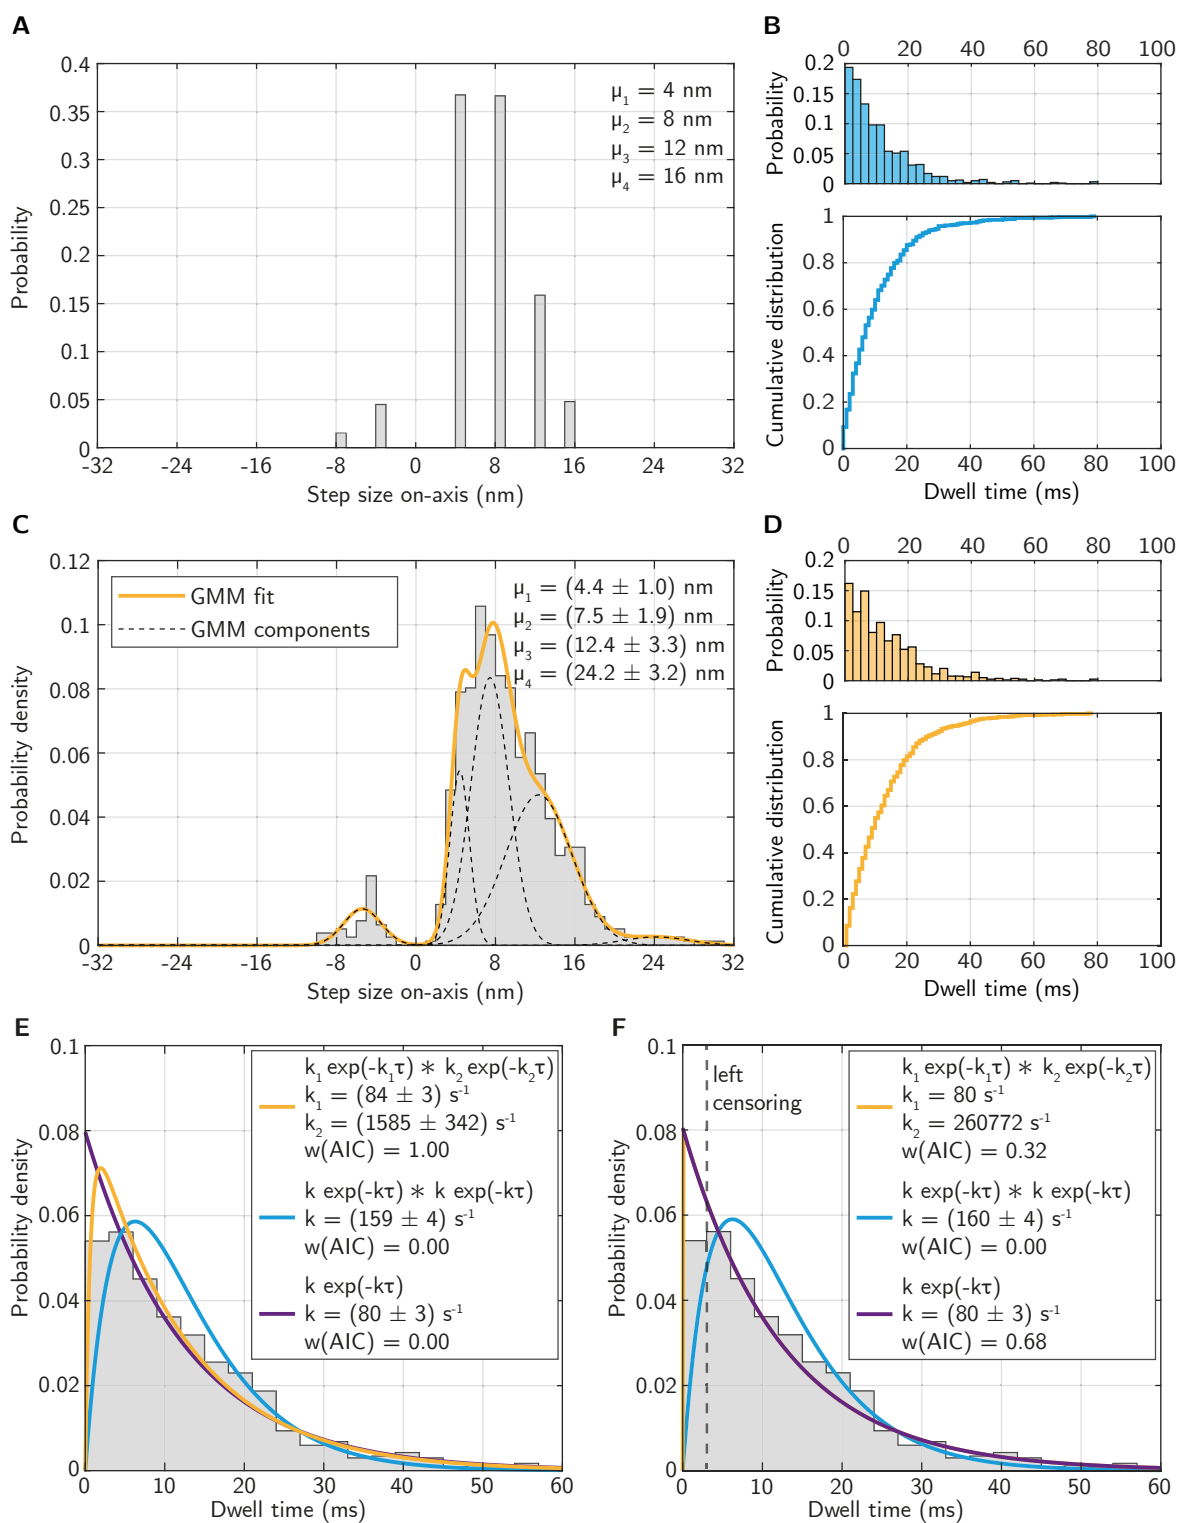 A
Probability
0.4
0.35
0.3
0.25
0.2
0.15
0.1
0.05
0
μ1 = 4 nm
μ2 = 8 nm
μ3 = 12 nm
μ4 = 16 nm
-32 -24 -16 -8 0 8 16 24 32
Step size on-axis (nm)
B
0 20 40 60 80 100
Probability
0.2
0.15
0.1
0.05
0
Cumulative distribution
1
0.8
0.6
0.4
0.2
0
0 20 40 60 80 100
Dwell time (ms)
C
Probability density
0.12
0.1
0.08
0.06
0.04
0.02
0
GMM fit
GMM components
μ1 = (4.4 ± 1.0) nm
μ2 = (7.5 ± 1.9) nm
μ3 = (12.4 ± 3.3) nm
μ4 = (24.2 ± 3.2) nm
-32 -24 -16 -8 0 8 16 24 32
Step size on-axis (nm)
D
0 20 40 60 80 100
Probability
0.2
0.15
0.1
0.05
0
Cumulative distribution
1
0.8
0.6
0.4
0.2
0
0 20 40 60 80 100
Dwell time (ms)
E
Probability density
0.1
0.08
0.06
0.04
0.02
0
k1 exp(-k1τ) * k2 exp(-k2τ)
k1 = (84 ± 3) s-1
k2 = (1585 ± 342) s-1
w(AIC) = 1.00
k exp(-kτ) * k exp(-kτ)
k = (159 ± 4) s-1
w(AIC) = 0.00
k exp(-kτ)
k = (80 ± 3) s-1
w(AIC) = 0.00
0 10 20 30 40 50 60
Dwell time (ms)
F
Probability density
0.1
0.08
0.06
0.04
0.02
0
left
censoring
k1 exp(-k1τ) * k2 exp(-k2τ)
k1 = 80 s-1
k2 = 260772 s-1
w(AIC) = 0.32
k exp(-kτ) * k exp(-kτ)
k = (160 ± 4) s-1
w(AIC) = 0.00
k exp(-kτ)
k = (80 ± 3) s-1
w(AIC) = 0.68
0 10 20 30 40 50 60
Dwell time (ms)